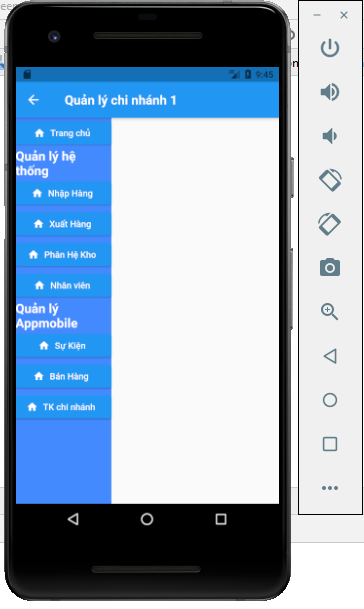 9:45
Quản lý chi nhánh 1
Trang chủ
Quản lý hệ
thống
Nhập Hàng
Xuất Hàng
Phân Hệ Kho
Nhân viên
Quản lý
Appmobile
Sự Kiện
Bán Hàng
TK chi nhánh